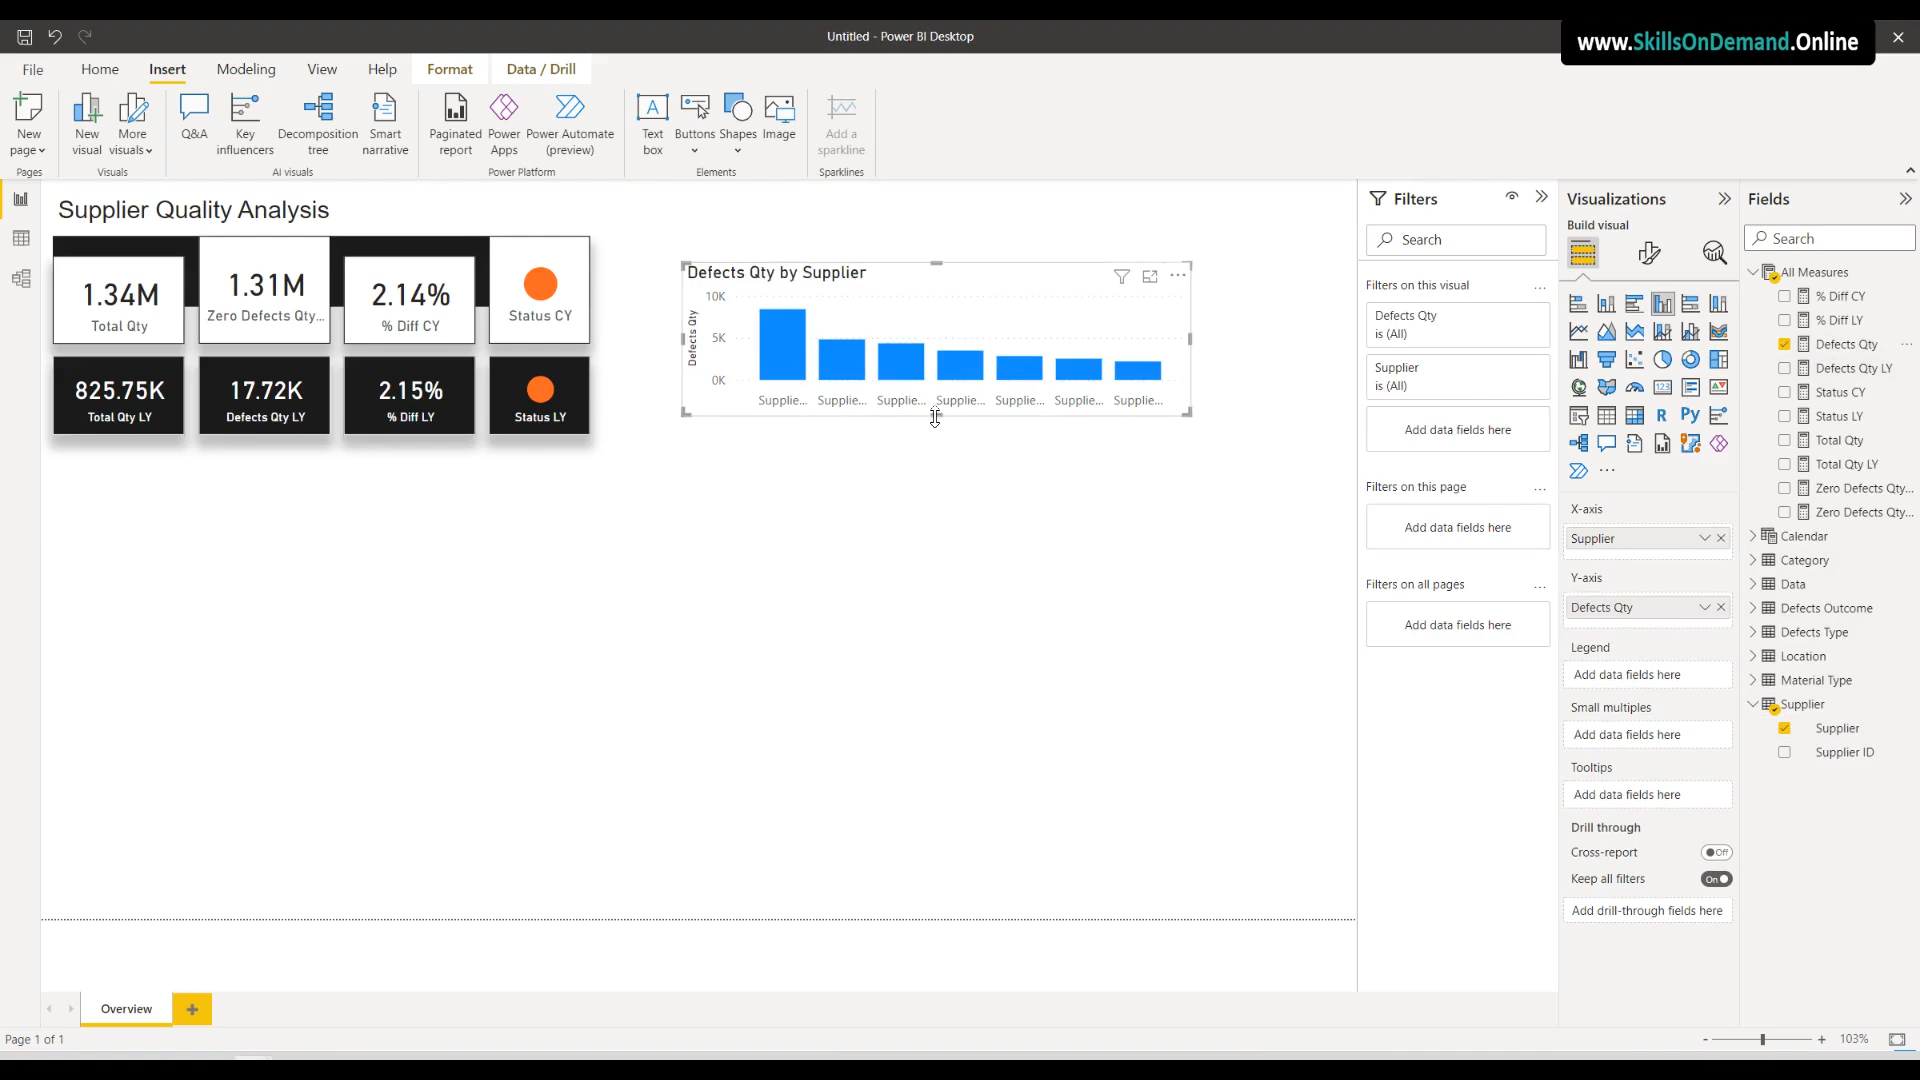 Untitled - Power BI Desktop
www.SkillsOnDemand.Online
File
Home
Insert
Modeling
View
Help
Format
Data / Drill
New page
New visual
More visuals
Q&A
Key influencers
Decomposition tree
Smart narrative
Paginated report
Power Apps
Power Automate (preview)
Text box
Buttons
Shapes
Image
Add a sparkline
Pages
Visuals
AI visuals
Power Platform
Elements
Sparklines
Supplier Quality Analysis
1.34M
Total Qty
1.31M
Zero Defects Qty...
2.14%
% Diff CY
Status CY
825.75K
Total Qty LY
17.72K
Defects Qty LY
2.15%
% Diff LY
Status LY
Defects Qty by Supplier
Defects Qty
10K
5K
0K
Supplie...
Supplie...
Supplie...
Supplie...
Supplie...
Supplie...
Supplie...
Filters
Search
Filters on this visual
Defects Qty
is (All)
Supplier
is (All)
Add data fields here
Filters on this page
Add data fields here
Filters on all pages
Add data fields here
Visualizations
Build visual
R
Py
123
X-axis
Supplier
Y-axis
Defects Qty
Legend
Add data fields here
Small multiples
Add data fields here
Tooltips
Add data fields here
Drill through
Cross-report
Off
Keep all filters
On
Add drill-through fields here
Fields
Search
All Measures
% Diff CY
% Diff LY
Defects Qty
Defects Qty LY
Status CY
Status LY
Total Qty
Total Qty LY
Zero Defects Qty...
Zero Defects Qty...
Calendar
Category
Data
Defects Outcome
Defects Type
Location
Material Type
Supplier
Supplier
Supplier ID
Overview
Page 1 of 1
- + 103%